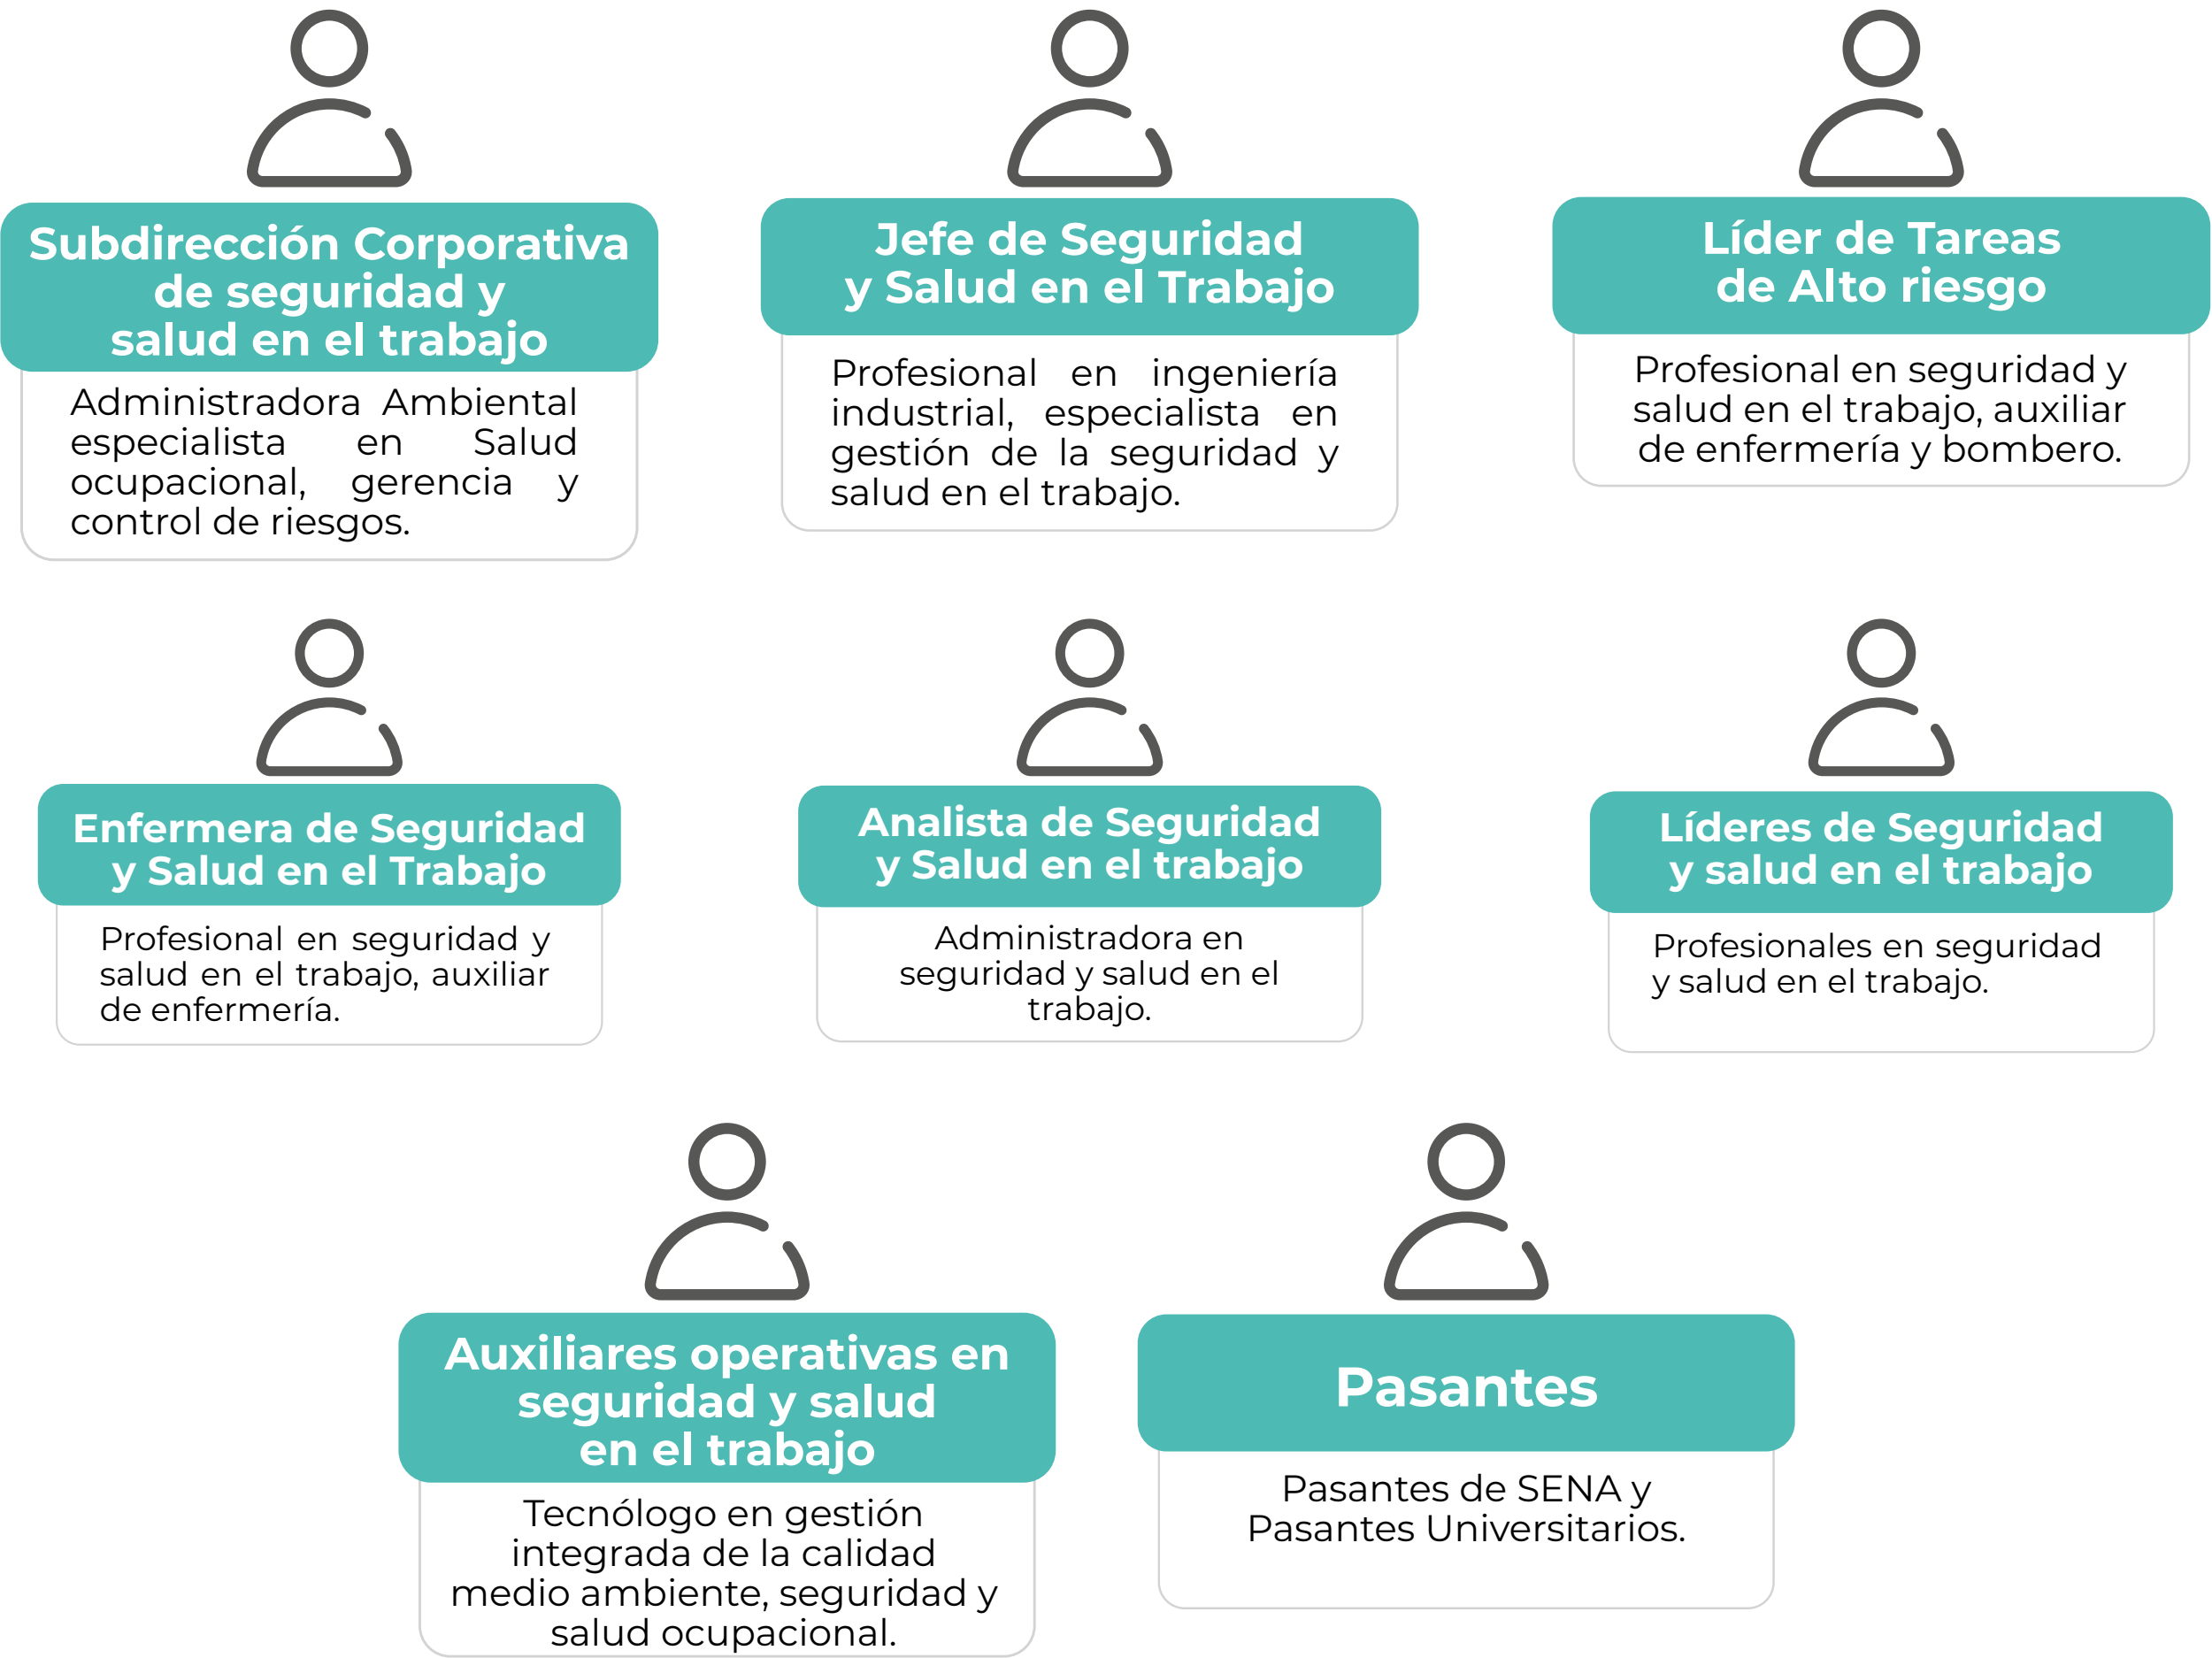 Subdirección Corporativa
de seguridad y
salud en el trabajo
Administradora Ambiental
especialista en Salud
ocupacional, gerencia y
control de riesgos.
Jefe de Seguridad
y Salud en el Trabajo
Profesional en ingeniería
industrial, especialista en
gestión de la seguridad y
salud en el trabajo.
Líder de Tareas
de Alto riesgo
Profesional en seguridad y
salud en el trabajo, auxiliar
de enfermería y bombero.
Enfermera de Seguridad
y Salud en el Trabajo
Profesional en seguridad y
salud en el trabajo, auxiliar
de enfermería.
Analista de Seguridad
y Salud en el trabajo
Administradora en
seguridad y salud en el
trabajo.
Líderes de Seguridad
y salud en el trabajo
Profesionales en seguridad
y salud en el trabajo.
Auxiliares operativas en
seguridad y salud
en el trabajo
Tecnólogo en gestión
integrada de la calidad
medio ambiente, seguridad y
salud ocupacional.
Pasantes
Pasantes de SENA y
Pasantes Universitarios.